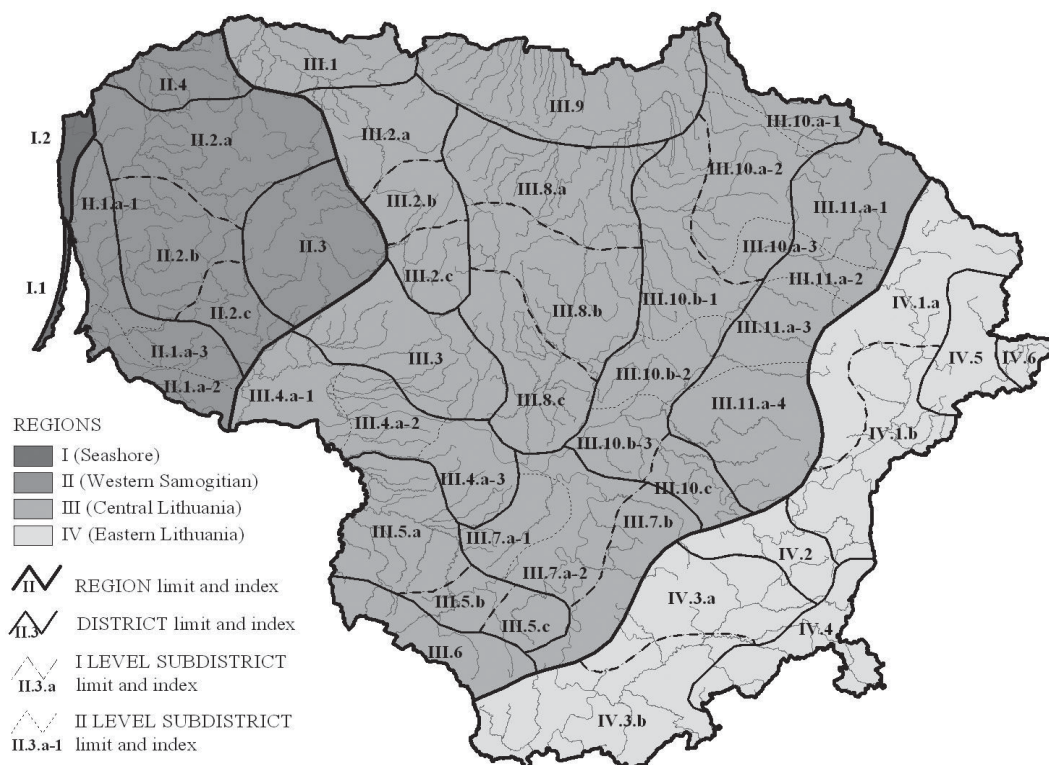 III.1
II.4
III.9
I.2
III.2.a
III.10.a-1
II.2.a
III.10.a-2
II.1.a-1
III.2.b
III.8.a
III.11.a-1
II.3
II.2.b
III.10.a-3
III.2.c
III.11.a-2
I.1
III.10.b-1
IV.1.a
II.2.c
III.8.b
III.11.a-3
II.1.a-3
III.3
IV.5
IV.6
III.10.b-2
II.1.a-2
III.4.a-1
III.8.c
III.11.a-4
III.4.a-2
IV.1.b
III.10.b-3
III.4.a-3
III.10.c
III.5.a
III.7.a-1
III.7.b
IV.2
III.7.a-2
III.5.b
IV.3.a
III.5.c
IV.4
III.6
IV.3.b
REGIONS
I (Seashore)
II (Western Samogitian)
III (Central Lithuania)
IV (Eastern Lithuania)
II
REGION limit and index
II.3
DISTRICT limit and index
I LEVEL SUBDISTRICT
II.3.a limit and index
II LEVEL SUBDISTRICT
II.3.a-1 limit and index